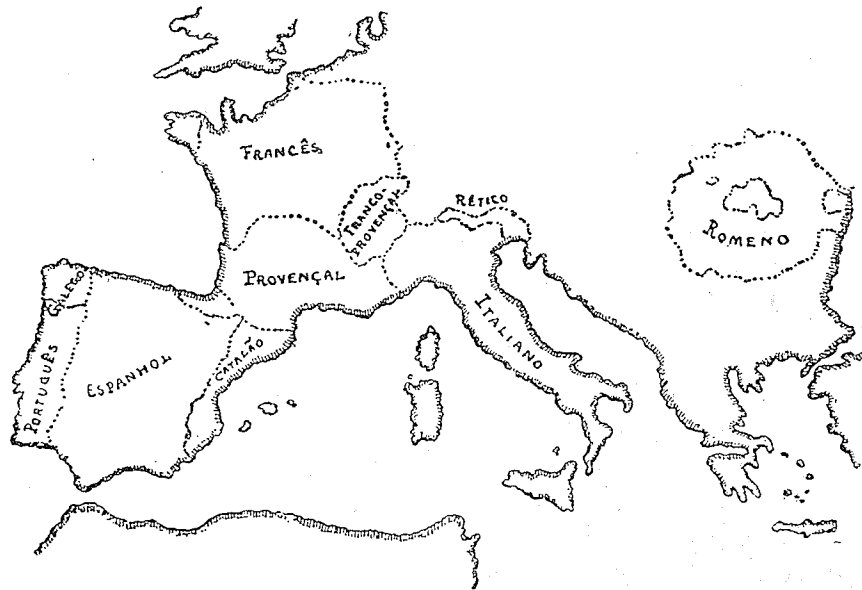 FRANCÊS
FRANCO-
PROVENÇAL
RÉTICO
ROMENO
PROVENÇAL
GALEGO
ITALIANO
CATALÃO
ESPANHOL
PORTUGUÊS